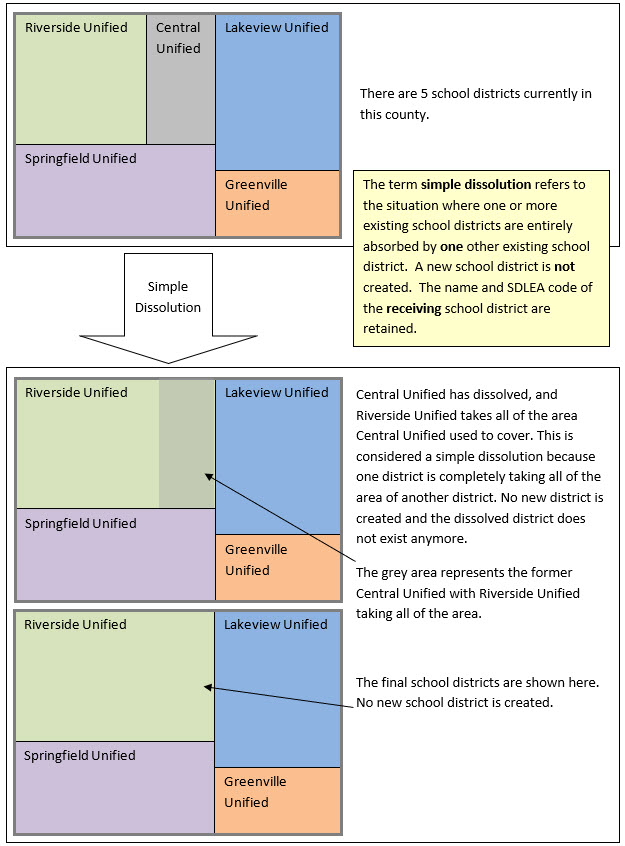 Riverside Unified
Central
Unified
Lakeview Unified
Springfield Unified
Greenville
Unified
There are 5 school districts currently in
this county.
The term simple dissolution refers to
the situation where one or more
existing school districts are entirely
absorbed by one other existing school
district.  A new school district is not
created.  The name and SDLEA code of
the receiving school district are
retained.
Simple
Dissolution
Riverside Unified
Lakeview Unified
Springfield Unified
Greenville
Unified
Central Unified has dissolved, and
Riverside Unified takes all of the area
Central Unified used to cover. This is
considered a simple dissolution because
one district is completely taking all of the
area of another district. No new district is
created and the dissolved district does
not exist anymore.
The grey area represents the former
Central Unified with Riverside Unified
taking all of the area.
Riverside Unified
Lakeview Unified
Springfield Unified
Greenville
Unified
The final school districts are shown here.
No new school district is created.